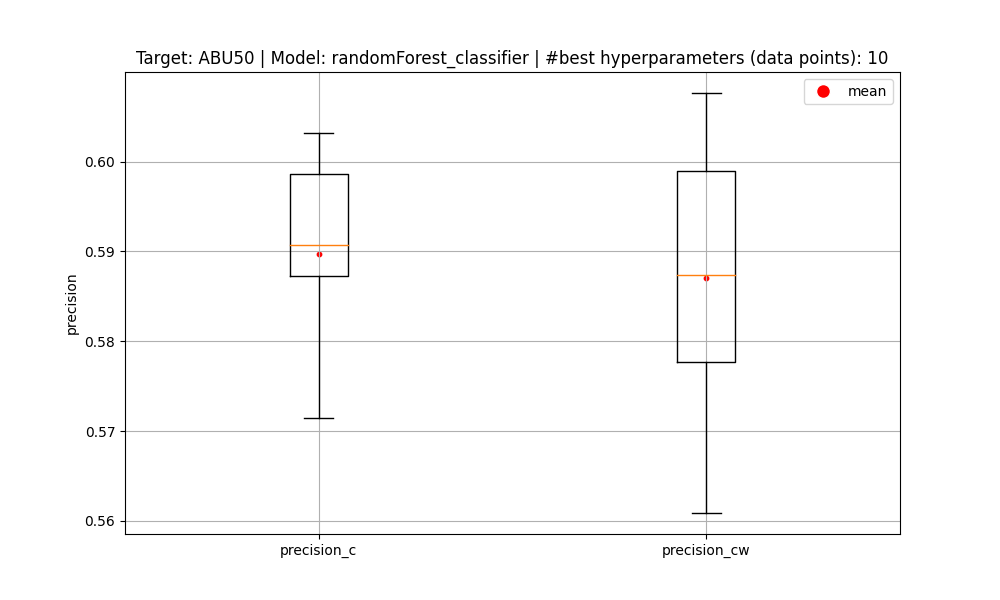 Target: ABU50 | Model: randomForest_classifier | #best hyperparameters (data points): 10
mean
0.60
0.59
0.58
0.57
0.56
precision
precision_c
precision_cw